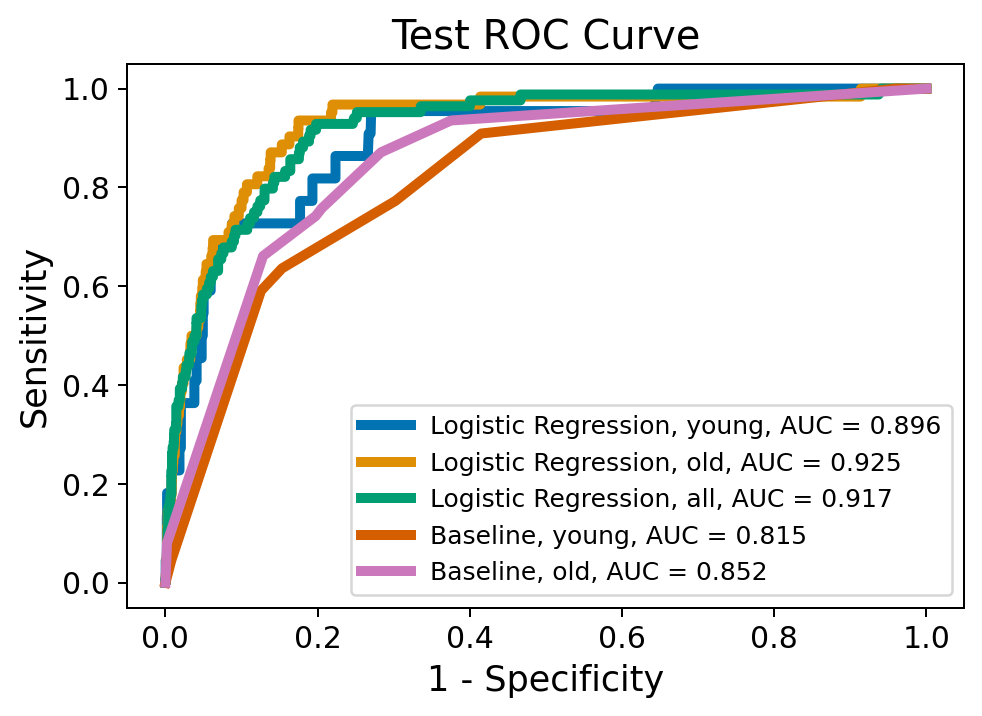 Test ROC Curve
Sensitivity
1.0
0.8
0.6
0.4
0.2
0.0
Logistic Regression, young, AUC = 0.896
Logistic Regression, old, AUC = 0.925
Logistic Regression, all, AUC = 0.917
Baseline, young, AUC = 0.815
Baseline, old, AUC = 0.852
0.0 0.2 0.4 0.6 0.8 1.0
1 - Specificity